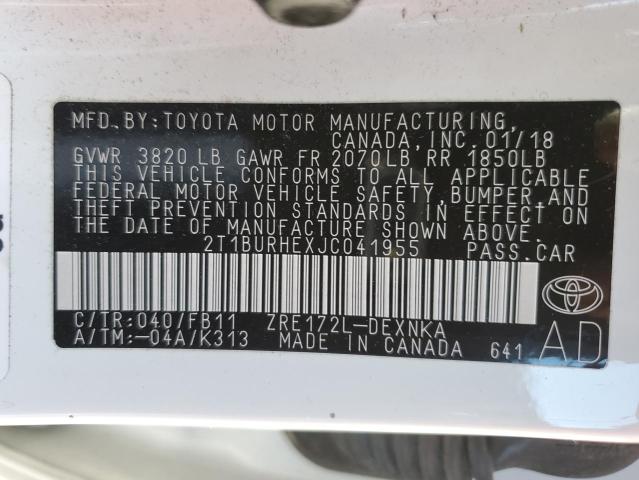 MFD. BY: TOYOTA MOTOR MANUFACTURING,
CANADA, INC. 01/18
GVWR 3820 LB GAWR FR 2070LB, RR 1850LB
THIS VEHICLE CONFORMS TO ALL APPLICABLE
FEDERAL MOTOR VEHICLE SAFETY, BUMPER, AND
THEFT PREVENTION STANDARDS IN EFFECT ON
THE DATE OF MANUFACTURE SHOWN ABOVE.
2T1BURHEXJC041955 PASS. CAR
C/TR: 040/FB11 ZRE172L-DEXNKA
A/TM: -04A/K313 MADE IN CANADA 641
AD